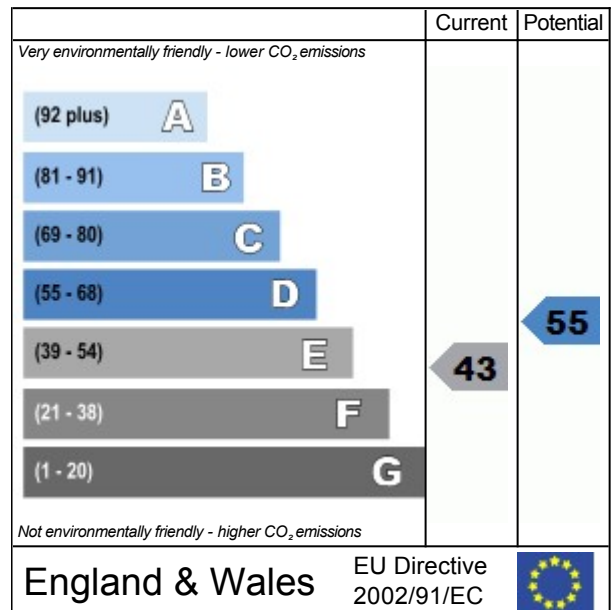 Current Potential
Very environmentally friendly - lower CO₂ emissions
(92 plus) A
(81 - 91) B
(69 - 80) C
(55 - 68) D
55
(39 - 54) E
43
(21 - 38) F
(1 - 20) G
Not environmentally friendly - higher CO₂ emissions
England & Wales
EU Directive
2002/91/EC